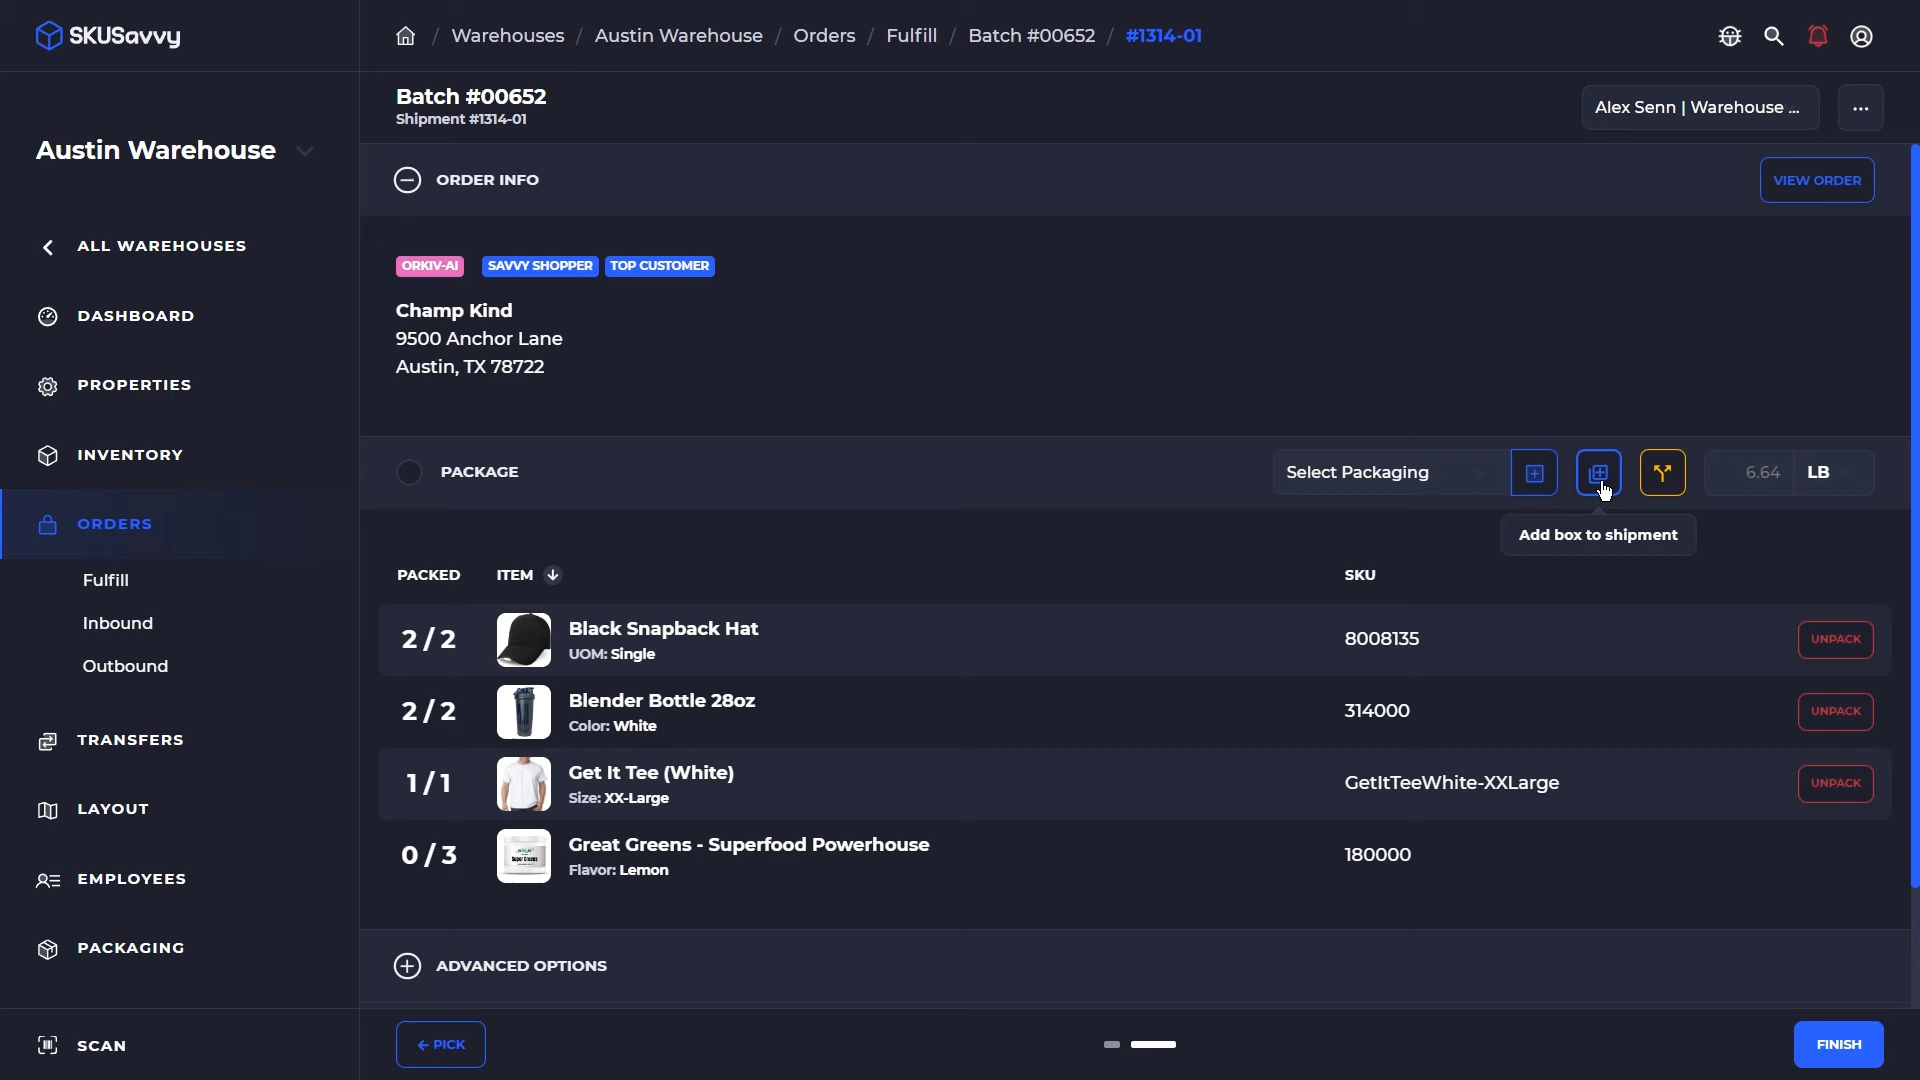 SKUSavvy
/ Warehouses / Austin Warehouse / Orders / Fulfill / Batch #00652 / #1314-01
Batch #00652
Shipment #1314-01
Alex Senn | Warehouse ...
...
Austin Warehouse
ALL WAREHOUSES
DASHBOARD
PROPERTIES
INVENTORY
ORDERS
Fulfill
Inbound
Outbound
TRANSFERS
LAYOUT
EMPLOYEES
PACKAGING
SCAN
ORDER INFO
VIEW ORDER
ORKIV-AI SAVVY SHOPPER TOP CUSTOMER
Champ Kind
9500 Anchor Lane
Austin, TX 78722
PACKAGE
Select Packaging
6.64 LB
Add box to shipment
PACKED ITEM SKU
2 / 2 Black Snapback Hat 8008135 UNPACK
UOM: Single
2 / 2 Blender Bottle 28oz 314000 UNPACK
Color: White
1 / 1 Get It Tee (White) GetItTeeWhite-XXLarge UNPACK
Size: XX-Large
0 / 3 Great Greens - Superfood Powerhouse 180000
Super Greens
Flavor: Lemon
ADVANCED OPTIONS
← PICK
FINISH